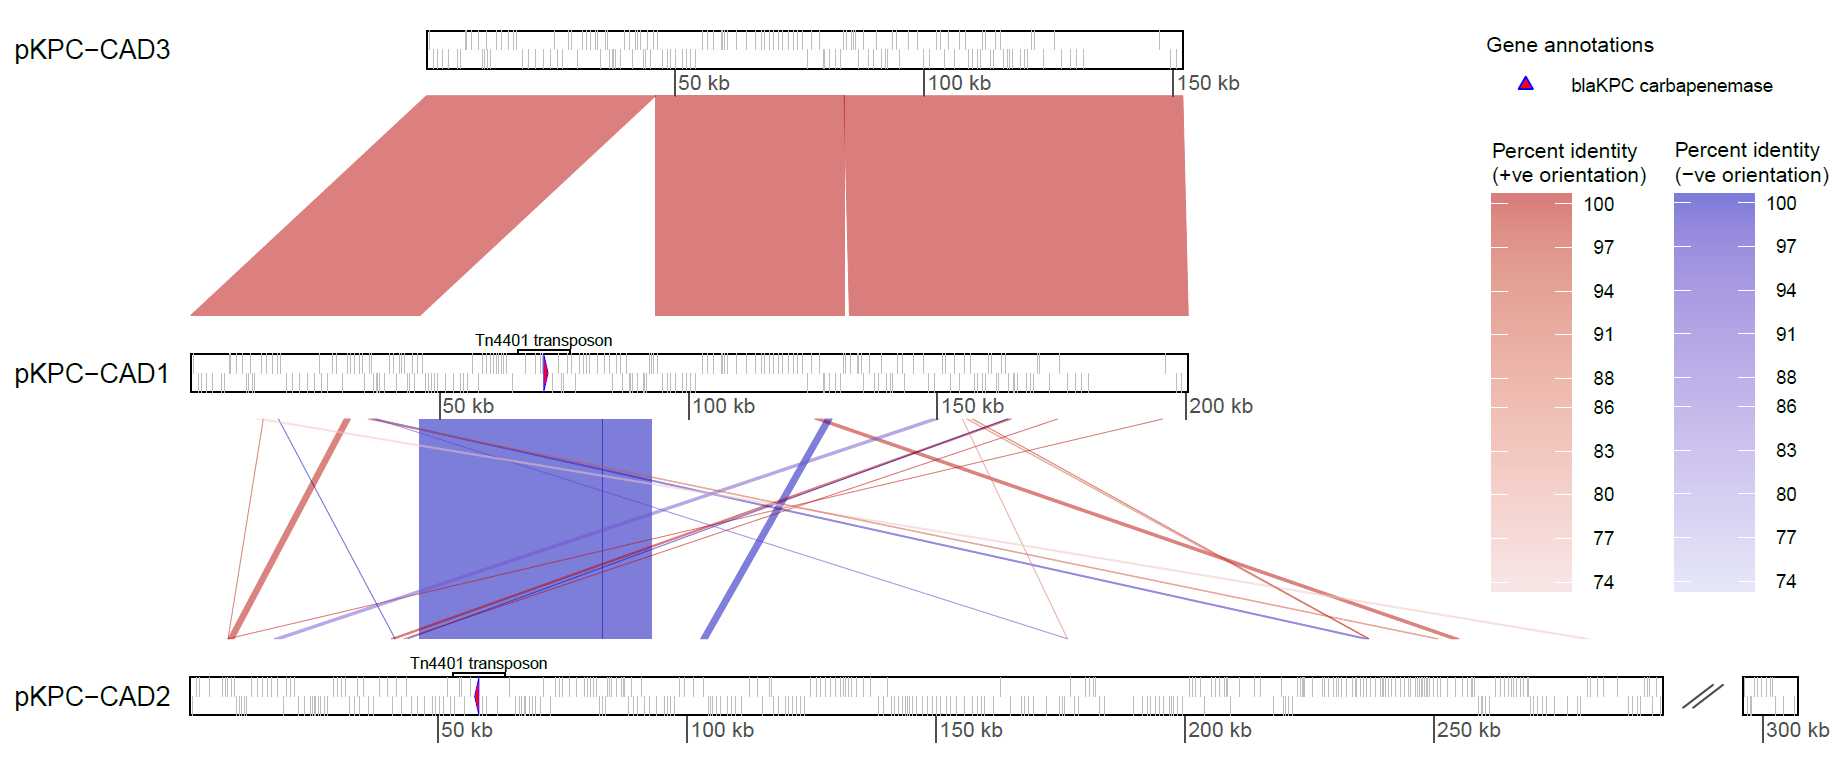 pKPC−CAD3
50 kb
100 kb
150 kb
Gene annotations
blaKPC carbapenemase
Percent identity
(+ve orientation)
100
97
94
91
88
86
83
80
77
74
Percent identity
(−ve orientation)
100
97
94
91
88
86
83
80
77
74
Tn4401 transposon
pKPC−CAD1
50 kb
100 kb
150 kb
200 kb
Tn4401 transposon
pKPC−CAD2
50 kb
100 kb
150 kb
200 kb
250 kb
300 kb